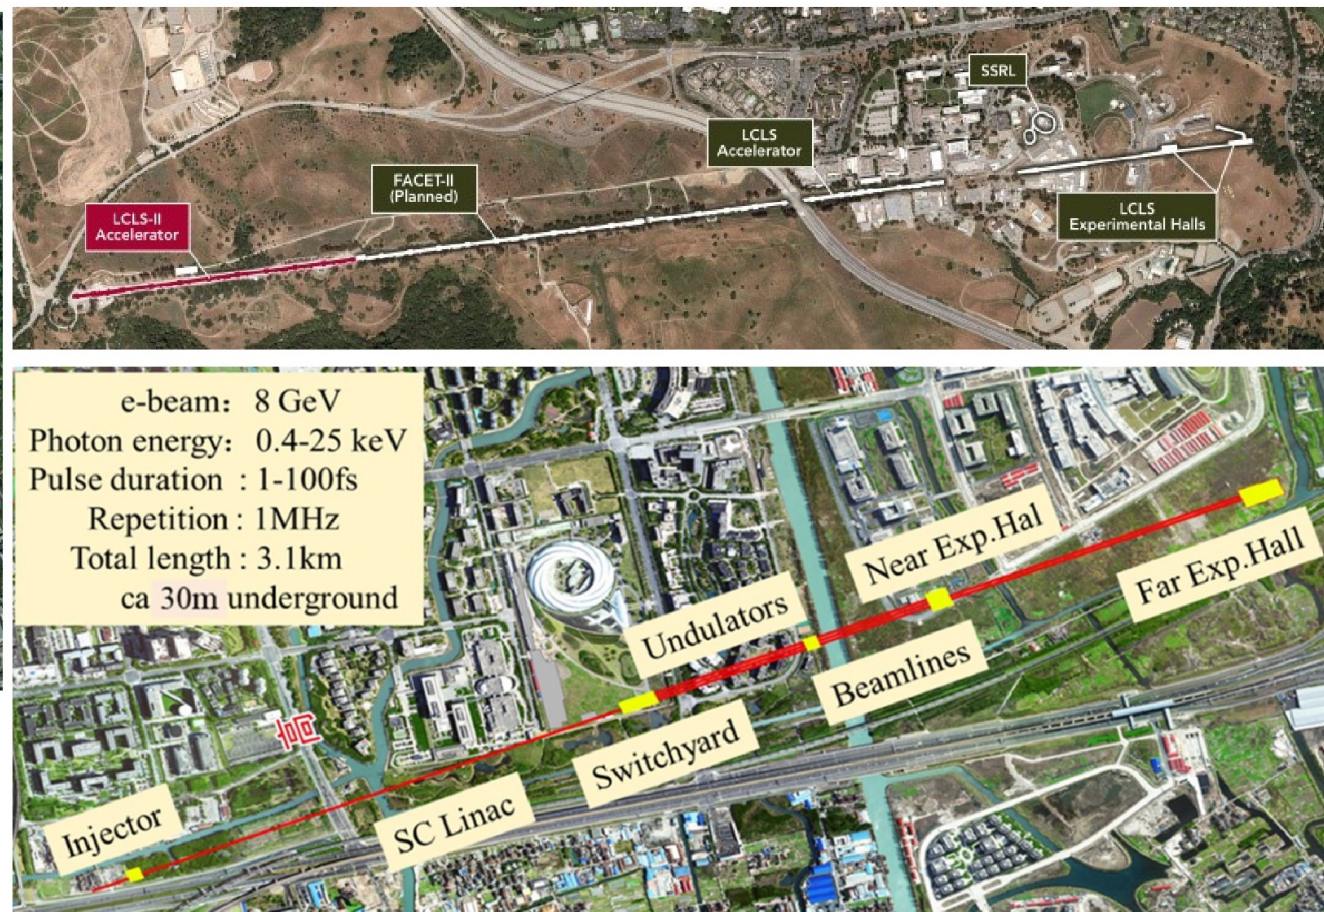 SSRL
LCLS
Accelerator
FACET-II
(Planned)
LCLS-II
Accelerator
LCLS
Experimental Halls
e-beam: 8 GeV
Photon energy: 0.4-25 keV
Pulse duration : 1-100fs
Repetition : 1MHz
Total length : 3.1km
ca 30m underground
Near Exp.Hal
Far Exp.Hall
Undulators
Beamlines
Switchyard
SC Linac
Injector